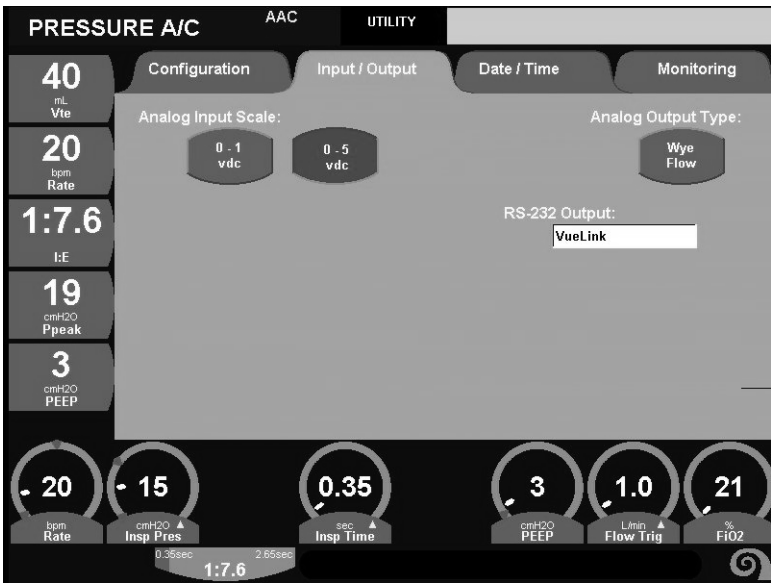 PRESSURE A/C
AAC
UTILITY
Configuration
Input / Output
Date / Time
Monitoring
40
mL
Vte
20
bpm
Rate
1:7.6
I:E
19
cmH2O
Ppeak
3
cmH2O
PEEP
Analog Input Scale:
0 - 1
vdc
0 - 5
vdc
Analog Output Type:
Wye
Flow
RS-232 Output:
VueLink
20
bpm
Rate
15
cmH2O
Insp Pres
0.35
sec
Insp Time
3
cmH2O
PEEP
1.0
L/min
Flow Trig
21
%
FiO2
0.35sec
2.65sec
1:7.6